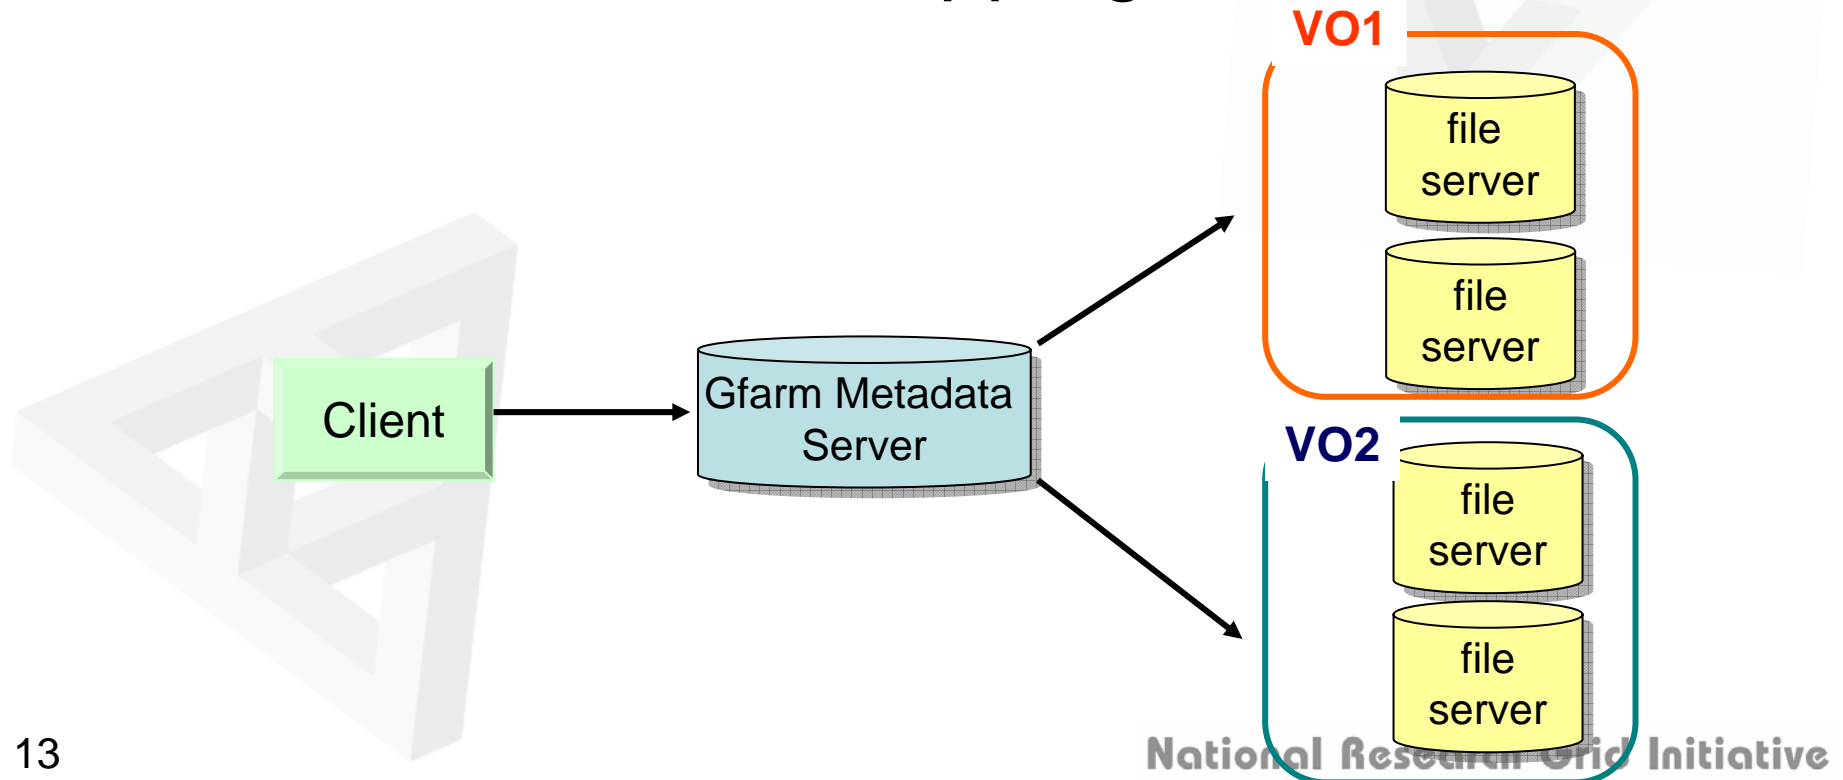 VO1
file
server
file
server
Client
Gfarm Metadata
Server
VO2
file
server
file
server
13
National Research Grid Initiative